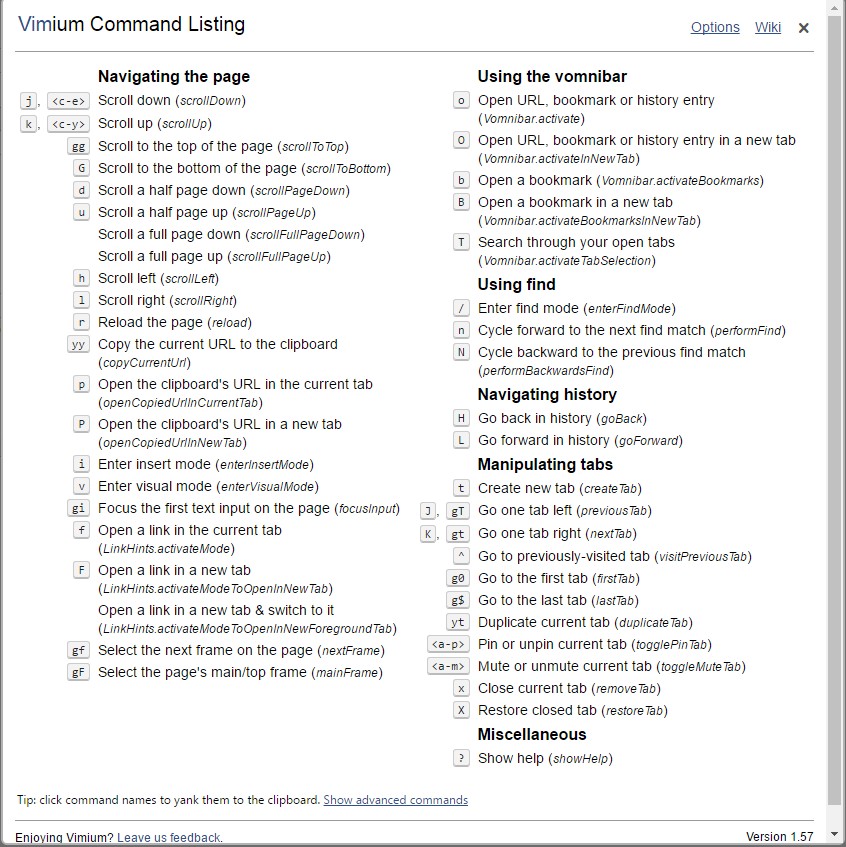 Vimium Command Listing
Options Wiki ×
Navigating the page
j, <c-e> Scroll down (scrollDown)
k, <c-y> Scroll up (scrollUp)
gg Scroll to the top of the page (scrollToTop)
G Scroll to the bottom of the page (scrollToBottom)
d Scroll a half page down (scrollPageDown)
u Scroll a half page up (scrollPageUp)
Scroll a full page down (scrollFullPageDown)
Scroll a full page up (scrollFullPageUp)
h Scroll left (scrollLeft)
l Scroll right (scrollRight)
r Reload the page (reload)
yy Copy the current URL to the clipboard
(copyCurrentUrl)
p Open the clipboard's URL in the current tab
(openCopiedUrlInCurrentTab)
P Open the clipboard's URL in a new tab
(openCopiedUrlInNewTab)
i Enter insert mode (enterInsertMode)
v Enter visual mode (enterVisualMode)
gi Focus the first text input on the page (focusInput)
f Open a link in the current tab
(LinkHints.activateMode)
F Open a link in a new tab
(LinkHints.activateModeToOpenInNewTab)
Open a link in a new tab & switch to it
(LinkHints.activateModeToOpenInNewForegroundTab)
gf Select the next frame on the page (nextFrame)
gF Select the page's main/top frame (mainFrame)
Using the vomnibar
o Open URL, bookmark or history entry
(Vomnibar.activate)
O Open URL, bookmark or history entry in a new tab
(Vomnibar.activateInNewTab)
b Open a bookmark (Vomnibar.activateBookmarks)
B Open a bookmark in a new tab
(Vomnibar.activateBookmarksInNewTab)
T Search through your open tabs
(Vomnibar.activateTabSelection)
Using find
/ Enter find mode (enterFindMode)
n Cycle forward to the next find match (performFind)
N Cycle backward to the previous find match
(performBackwardsFind)
Navigating history
H Go back in history (goBack)
L Go forward in history (goForward)
Manipulating tabs
t Create new tab (createTab)
J, gT Go one tab left (previousTab)
K, gt Go one tab right (nextTab)
^ Go to previously-visited tab (visitPreviousTab)
g0 Go to the first tab (firstTab)
g$ Go to the last tab (lastTab)
yt Duplicate current tab (duplicateTab)
<a-p> Pin or unpin current tab (togglePinTab)
<a-m> Mute or unmute current tab (toggleMuteTab)
x Close current tab (removeTab)
X Restore closed tab (restoreTab)
Miscellaneous
? Show help (showHelp)
Tip: click command names to yank them to the clipboard. Show advanced commands
Enjoying Vimium? Leave us feedback.
Version 1.57